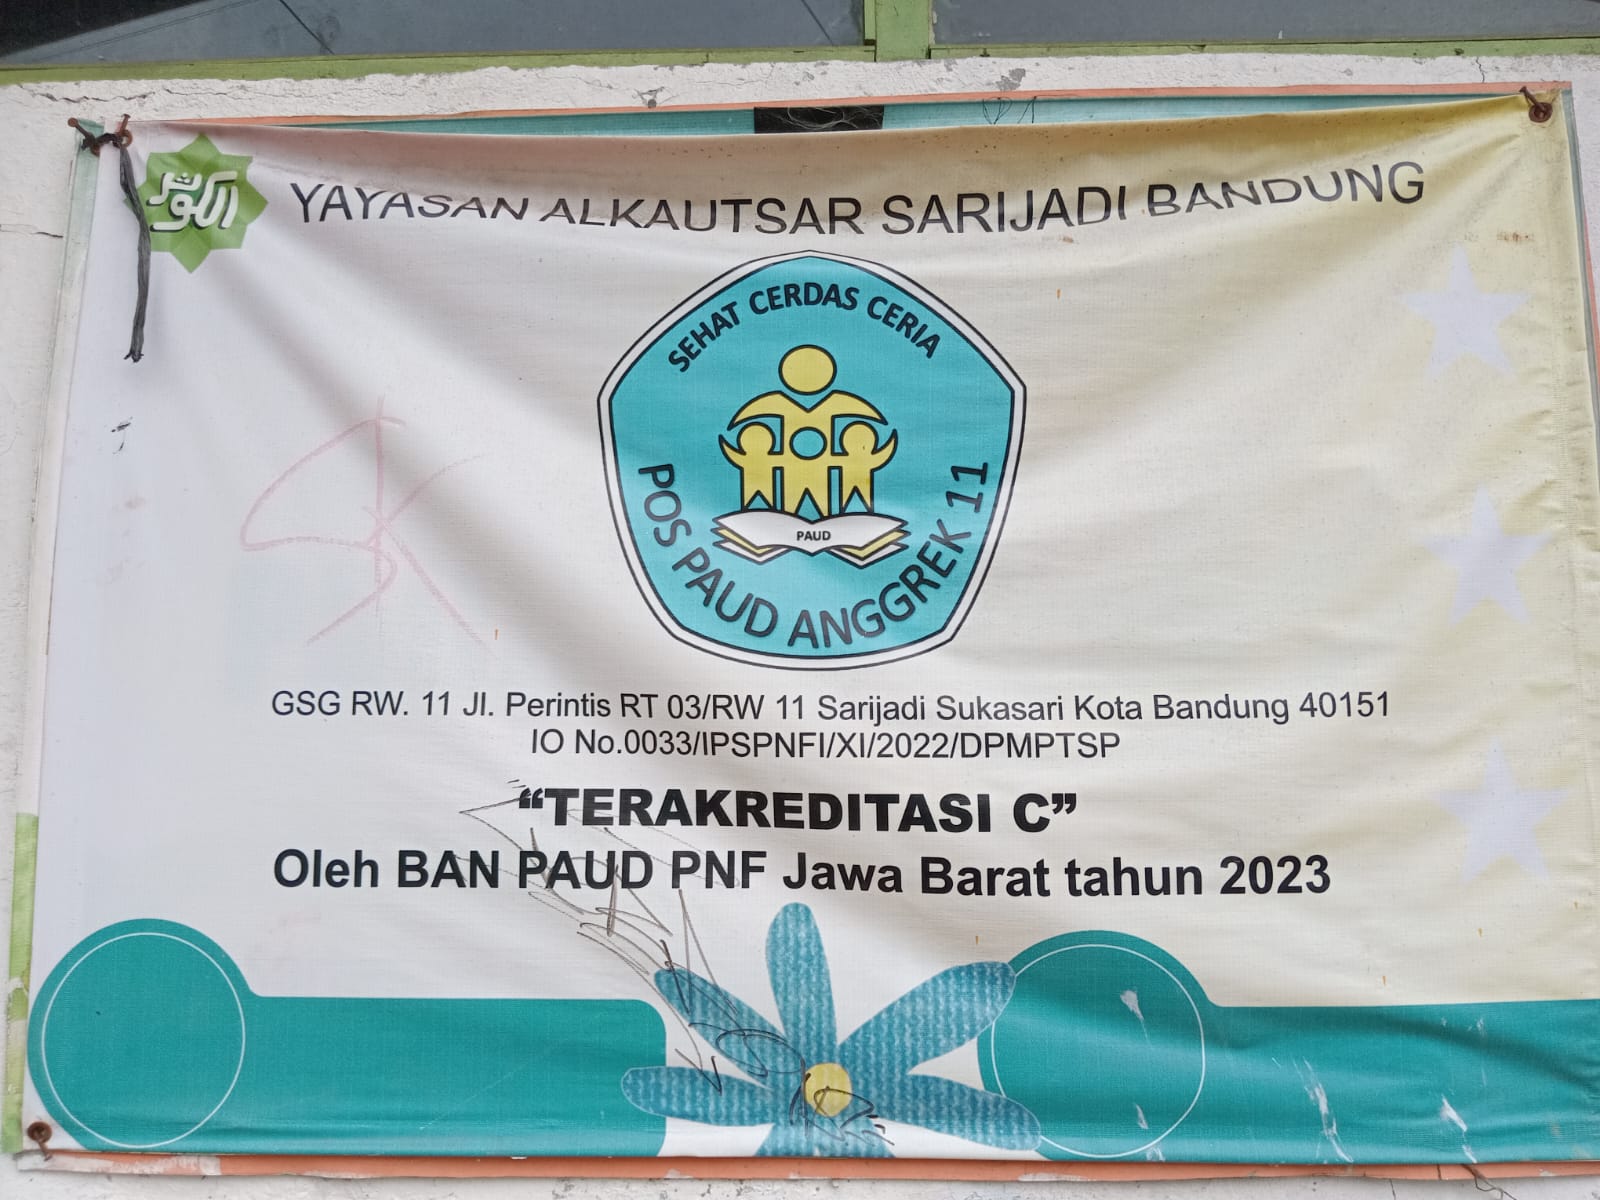 الكوثر
YAYASAN ALKAUTSAR SARIJADI BANDUNG
SEHAT CERDAS CERIA
PAUD
POS PAUD ANGGREK 11
GSG RW. 11 Jl. Perintis RT 03/RW 11 Sarijadi Sukasari Kota Bandung 40151
IO No.0033/IPSPNFI/XI/2022/DPMPTSP
“TERAKREDITASI C”
Oleh BAN PAUD PNF Jawa Barat tahun 2023